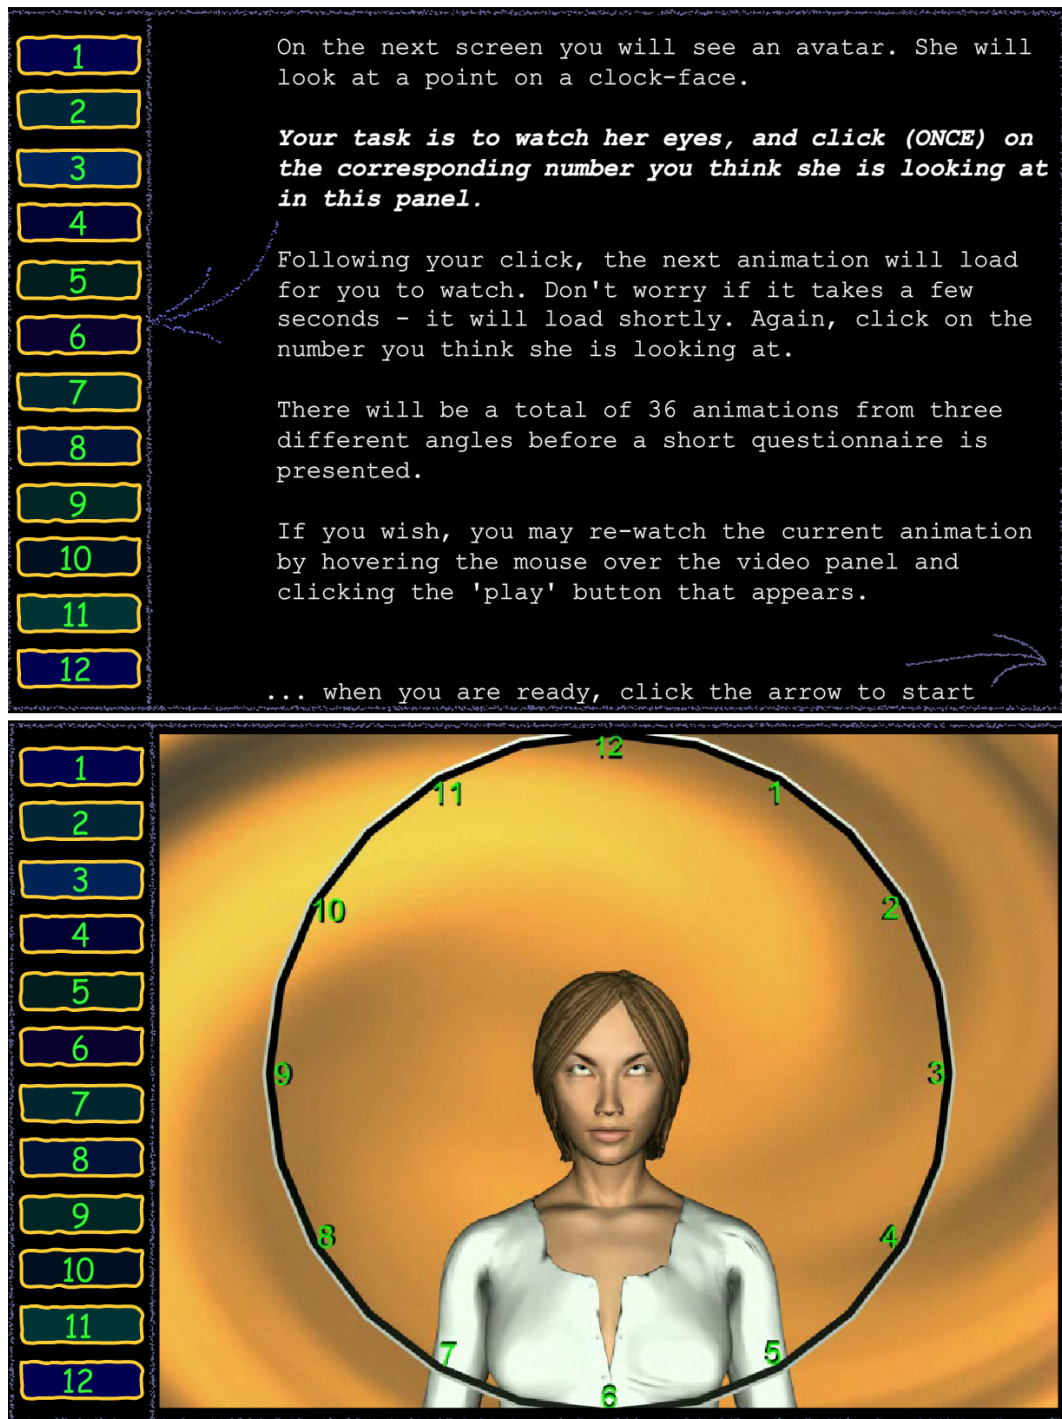 1
2
3
4
5
6
7
8
9
10
11
12
On the next screen you will see an avatar. She will
look at a point on a clock-face.
Your task is to watch her eyes, and click (ONCE) on
the corresponding number you think she is looking at
in this panel.
Following your click, the next animation will load
for you to watch. Don't worry if it takes a few
seconds - it will load shortly. Again, click on the
number you think she is looking at.
There will be a total of 36 animations from three
different angles before a short questionnaire is
presented.
If you wish, you may re-watch the current animation
by hovering the mouse over the video panel and
clicking the 'play' button that appears.
... when you are ready, click the arrow to start
1
2
3
4
5
6
7
8
9
10
11
12
12
11
1
10
2
9
3
8
4
7
5
6